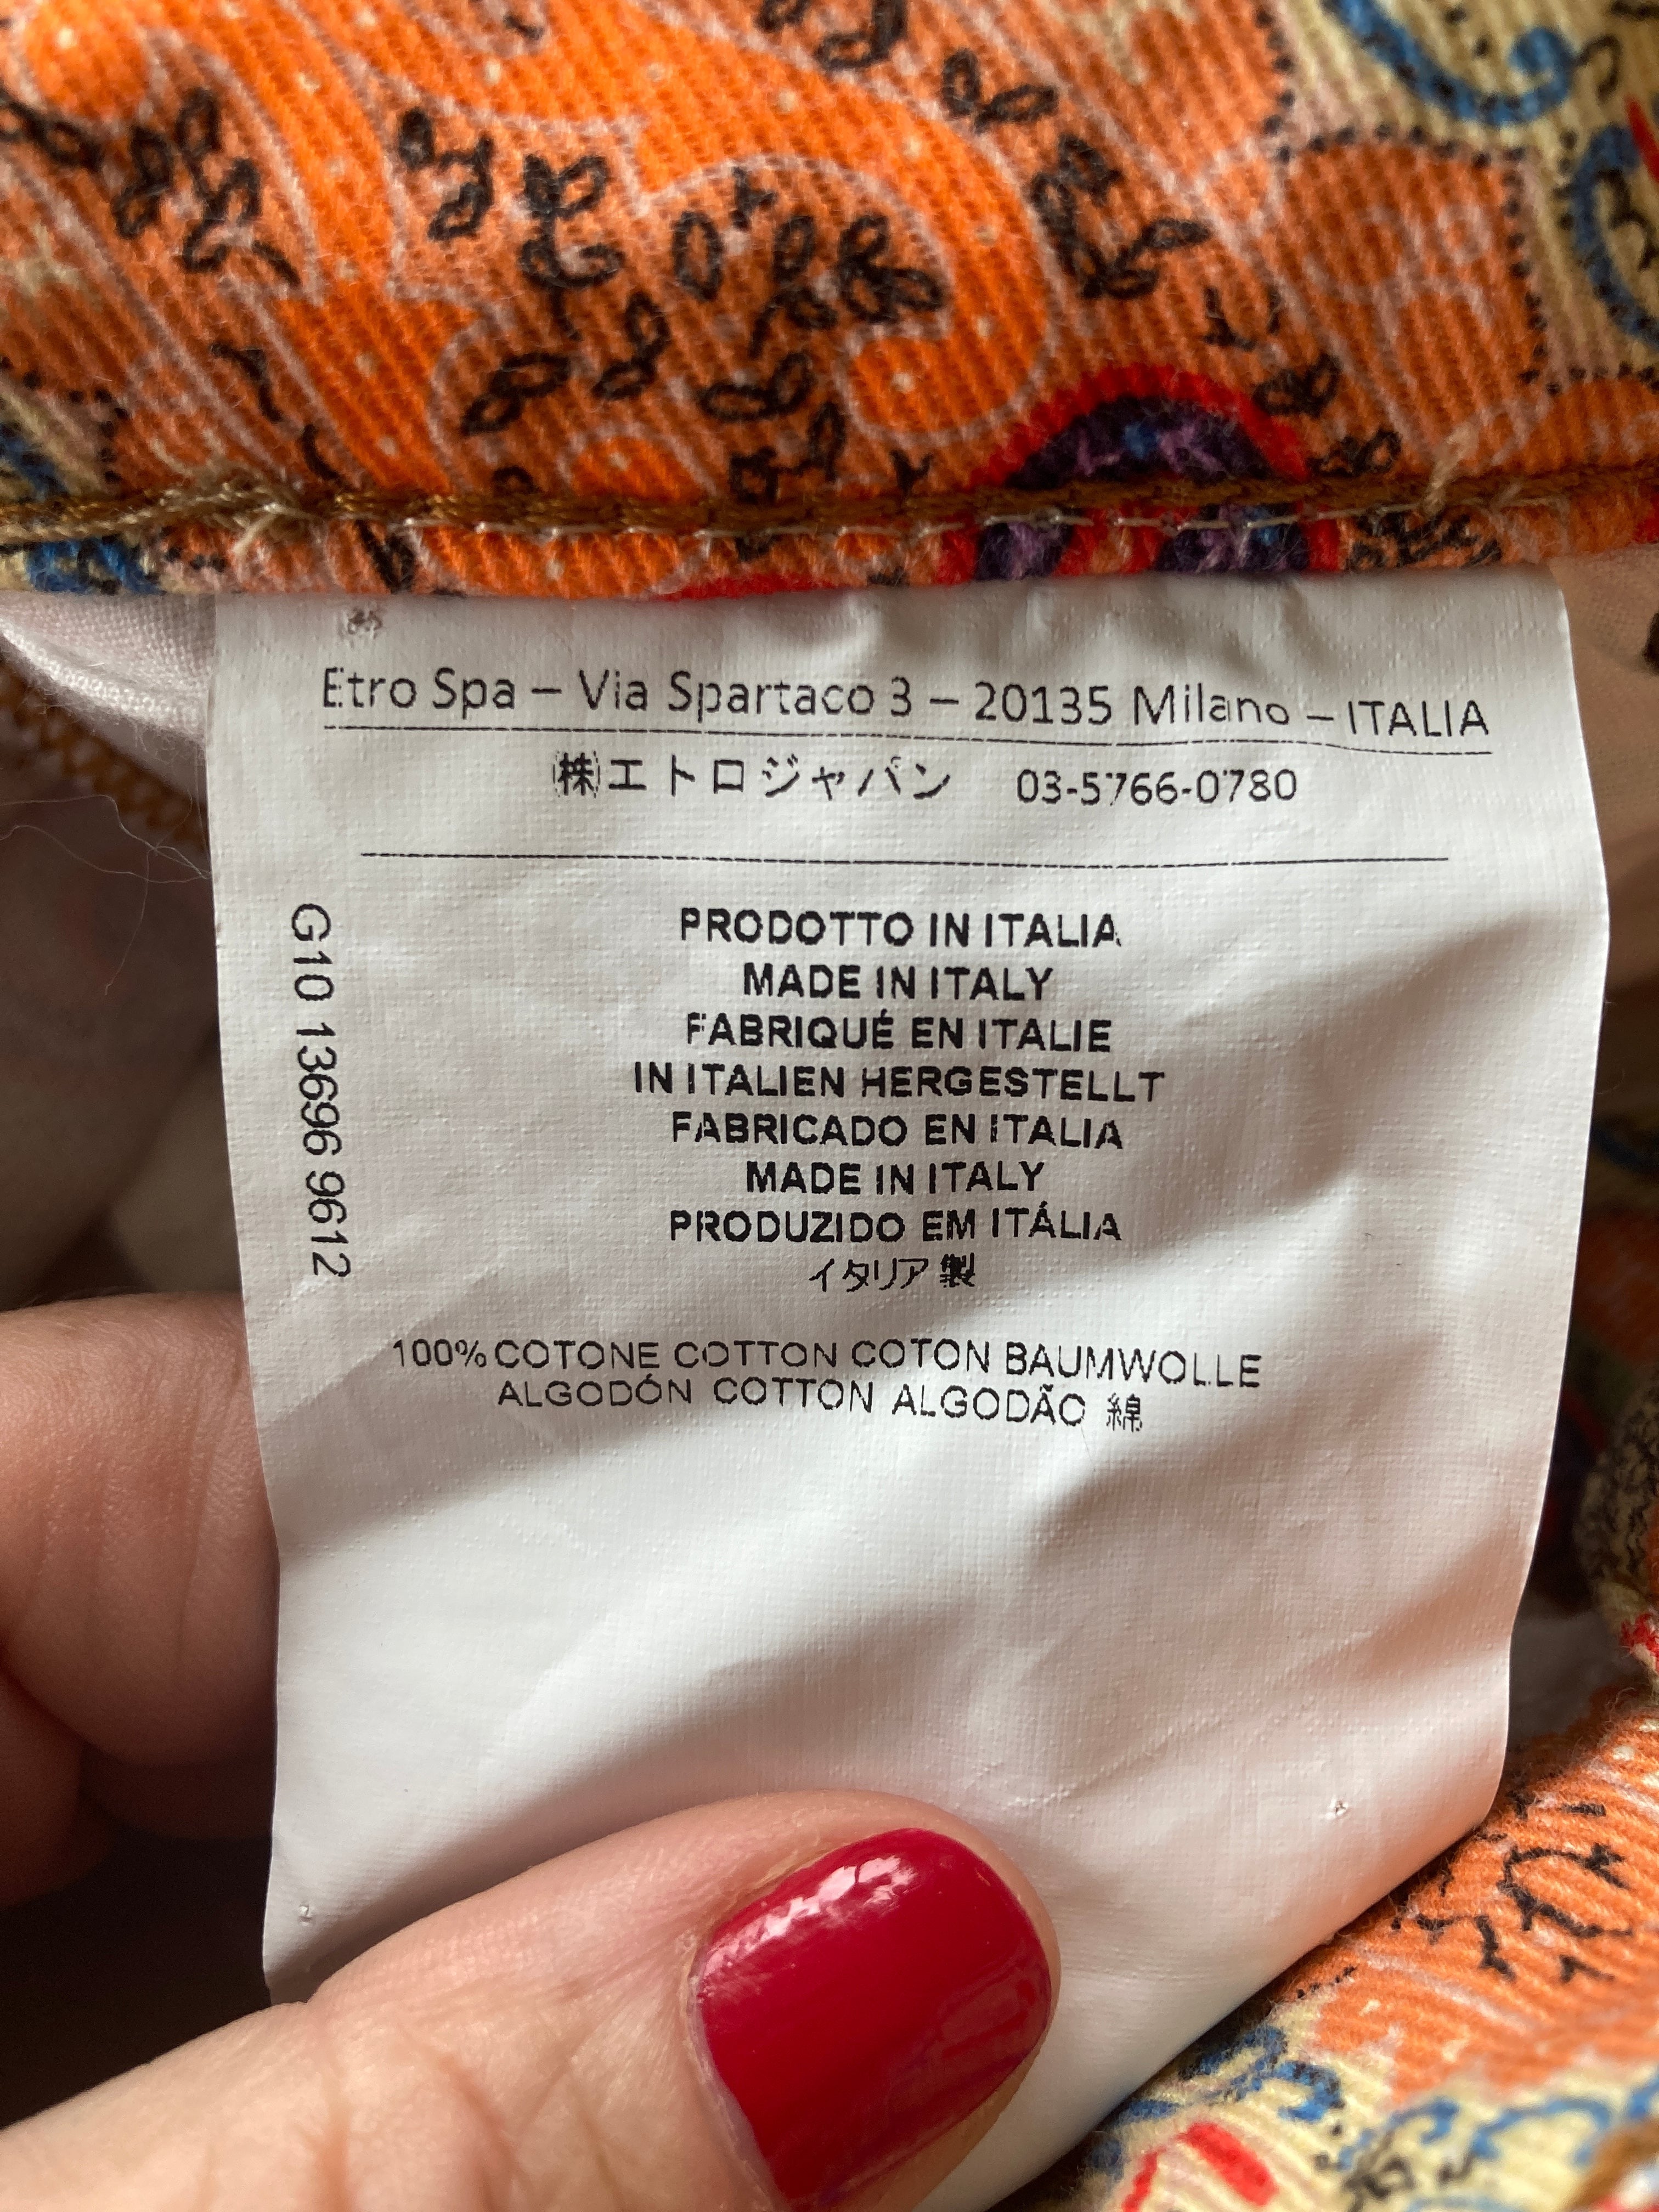 Etro Spa – Via Spartaco 3 – 20135 Milano – ITALIA
㈱エトロジャパン 03-5766-0780
G10 13696 9612
PRODOTTO IN ITALIA
MADE IN ITALY
FABRIQUÉ EN ITALIE
IN ITALIEN HERGESTELLT
FABRICADO EN ITALIA
MADE IN ITALY
PRODUZIDO EM ITÁLIA
イタリア製
100% COTONE COTTON COTON BAUMWOLLE
ALGODÓN COTTON ALGODÃO 綿